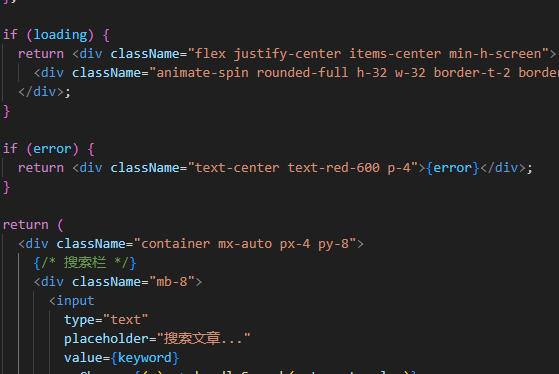 };
if (loading) {
return <div className="flex justify-center items-center min-h-screen">
<div className="animate-spin rounded-full h-32 w-32 border-t-2
</div>;
}
if (error) {
return <div className="text-center text-red-600 p-4">{error}</div>;
}
return (
<div className="container mx-auto px-4 py-8">
{/* 搜索栏 */}
<div className="mb-8">
<input
type="text"
placeholder="搜索文章..."
value={keyword}